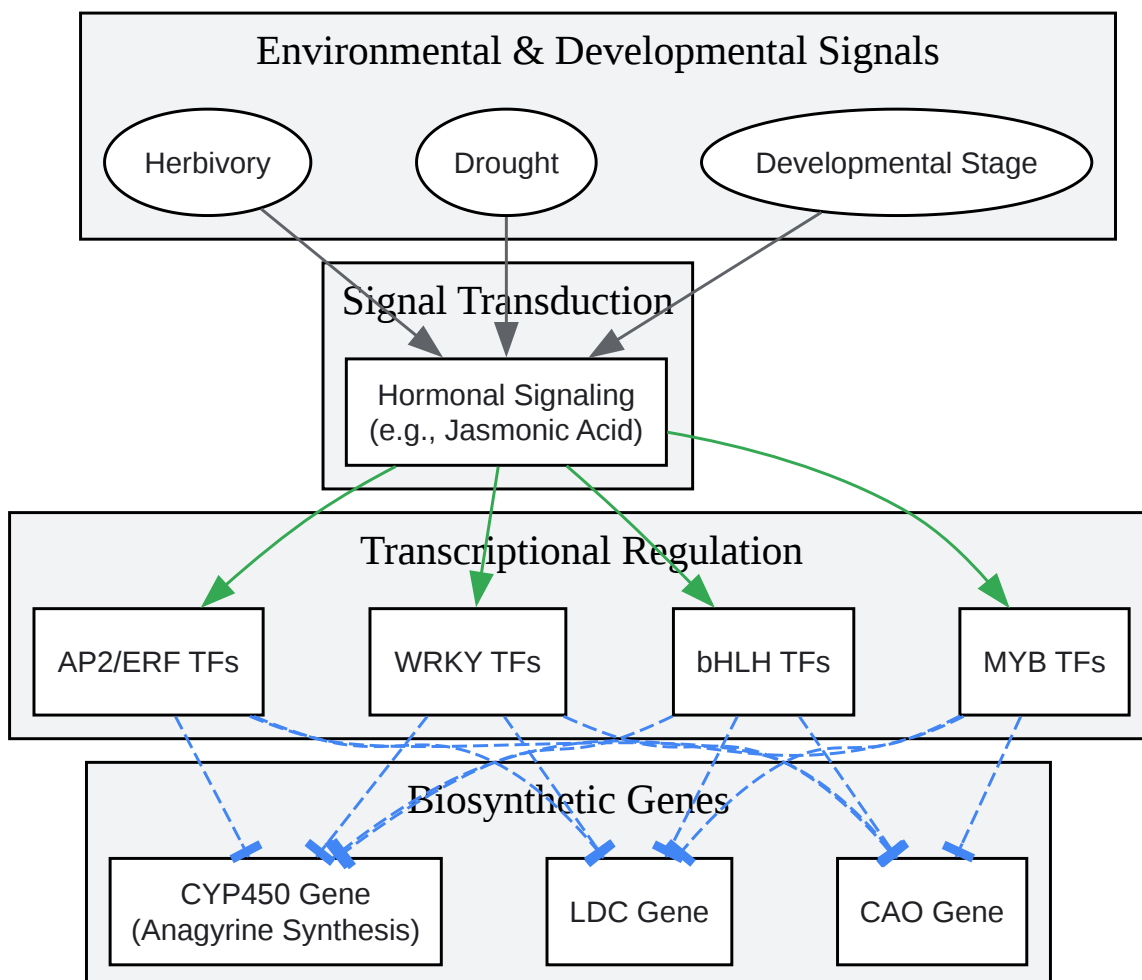 Environmental & Developmental Signals
Herbivory
Drought
Developmental Stage
Signal Transduction
Hormonal Signaling
(e.g., Jasmonic Acid)
Transcriptional Regulation
AP2/ERF TFs
WRKY TFs
bHLH TFs
MYB TFs
Biosynthetic Genes
CYP450 Gene
(Anagyrine Synthesis)
LDC Gene
CAO Gene